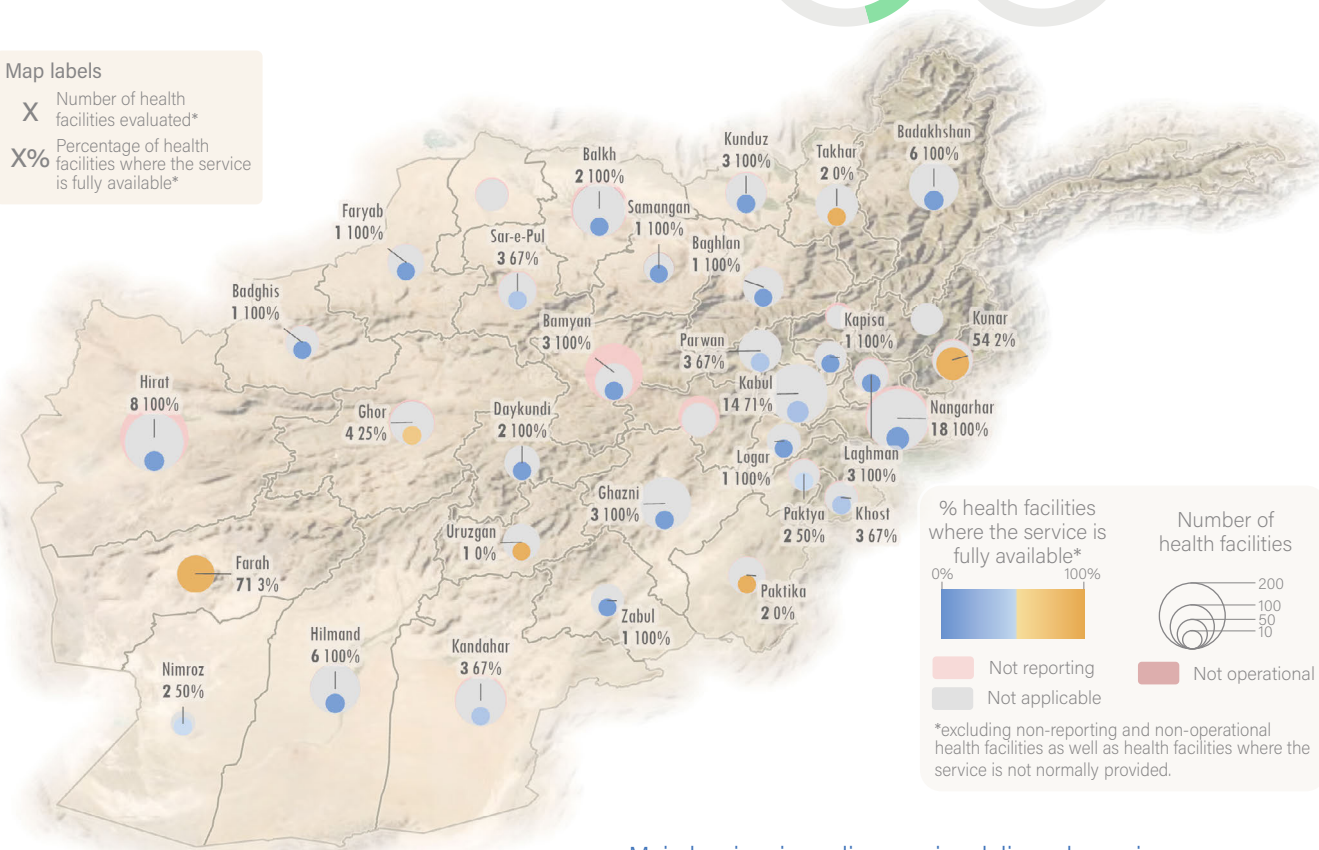 Map labels
X Number of health
facilities evaluated*
X% Percentage of health
facilities where the service
is fully available*
Badakhshan
6 100%
Kunduz
3 100%
Takhar
2 0%
Balkh
2 100%
Samangan
1 100%
Faryab
1 100%
Sar-e-Pul
3 67%
Baghlan
1 100%
Badghis
1 100%
Bamyan
3 100%
Parwan
3 67%
Kapisa
1 100%
Kunar
54 2%
Hirat
8 100%
Ghor
4 25%
Daykundi
2 100%
Kabul
14 71%
Nangarhar
18 100%
Logar
1 100%
Laghman
3 100%
Ghazni
3 100%
Paktya
2 50%
Khost
3 67%
Uruzgan
1 0%
Farah
71 3%
Paktika
2 0%
Zabul
1 100%
Hilmand
6 100%
Kandahar
3 67%
Nimroz
2 50%
% health facilities
where the service is
fully available*
0% 100%
Number of
health facilities
200
100
50
10
Not reporting
Not operational
Not applicable
*excluding non-reporting and non-operational
health facilities as well as health facilities where the
service is not normally provided.